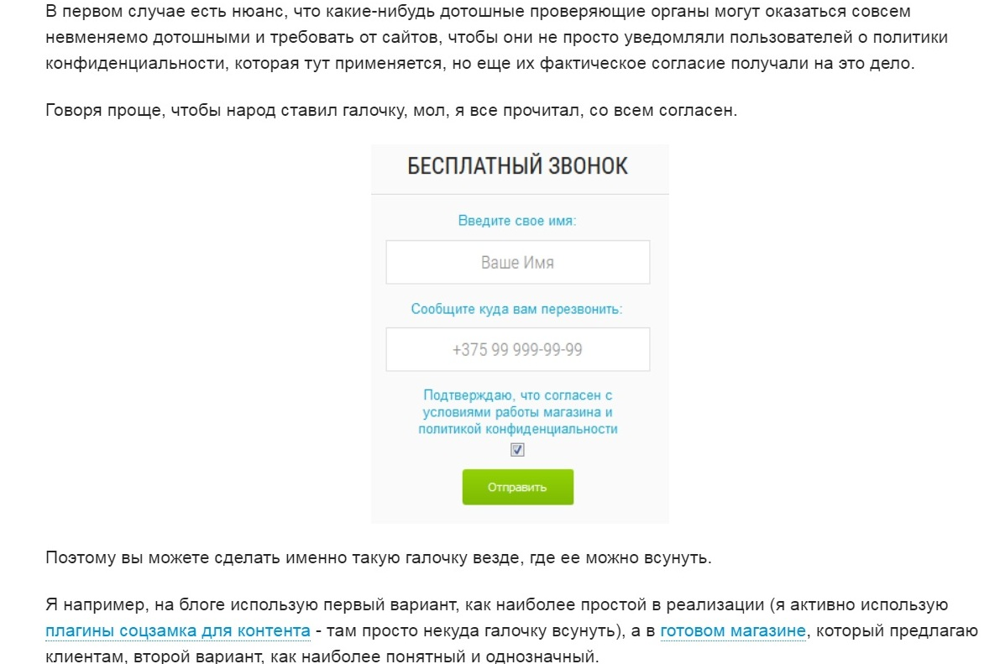 В первом случае есть нюанс, что какие-нибудь дотошные проверяющие органы могут оказаться совсем
невменяемо дотошными и требовать от сайтов, чтобы они не просто уведомляли пользователей о политики
конфиденциальности, которая тут применяется, но еще их фактическое согласие получали на это дело.
Говоря проще, чтобы народ ставил галочку, мол, я все прочитал, со всем согласен.
БЕСПЛАТНЫЙ ЗВОНОК
Введите свое имя:
Ваше Имя
Сообщите куда вам перезвонить:
+375 99 999-99-99
Подтверждаю, что согласен с
условиями работы магазина и
политикой конфиденциальности
Отправить
Поэтому вы можете сделать именно такую галочку везде, где ее можно всунуть.
Я например, на блоге использую первый вариант, как наиболее простой в реализации (я активно использую
плагины соцзамка для контента - там просто некуда галочку всунуть), а в готовом магазине, который предлагаю
клиентам, второй вариант, как наиболее понятный и однозначный.